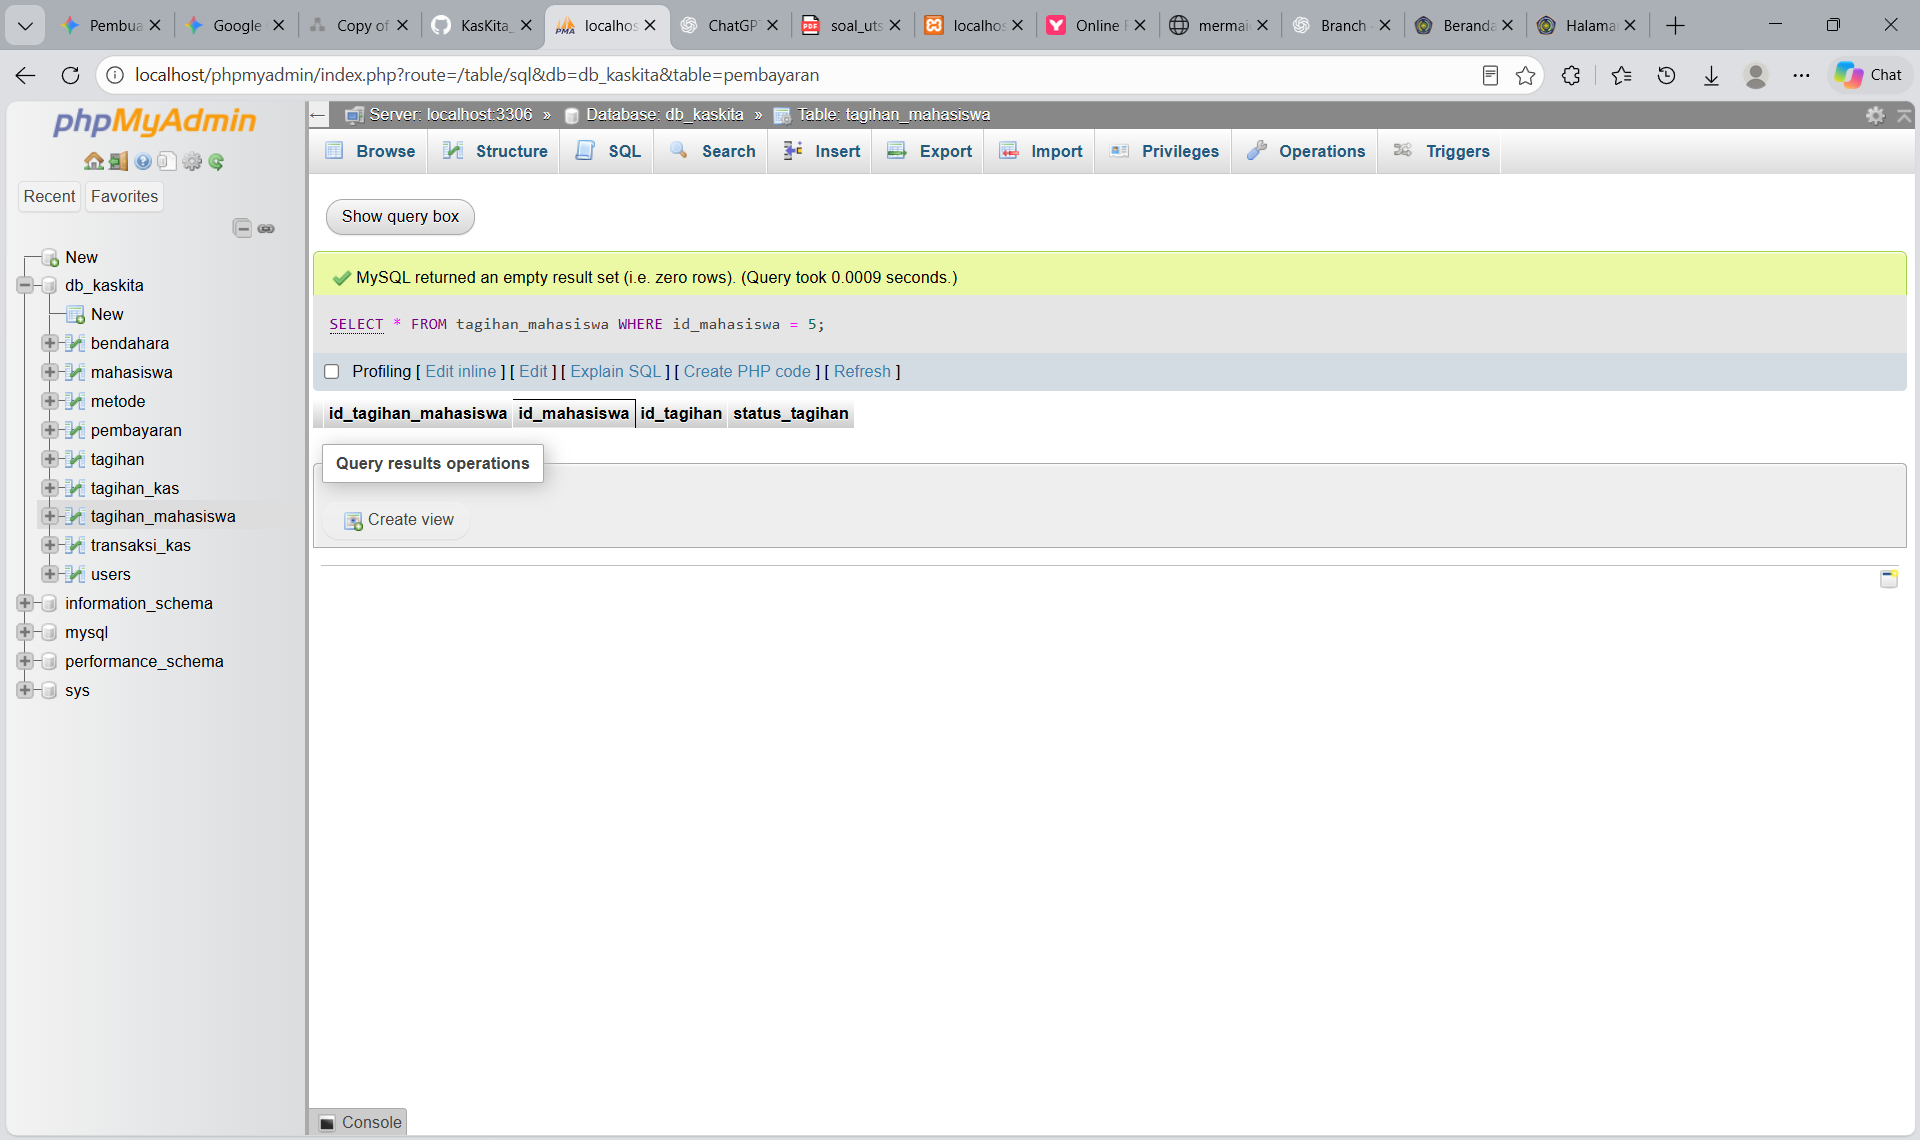 Pembua
Google
Copy of
KasKita_
localhos
ChatGP
soal_uts
localhos
Online
mermai
Branch
Beranda
Halama
localhost/phpmyadmin/index.php?route=/table/sql&db=db_kaskita&table=pembayaran
Chat
phpMyAdmin
Recent
Favorites
New
db_kaskita
New
bendahara
mahasiswa
metode
pembayaran
tagihan
tagihan_kas
tagihan_mahasiswa
transaksi_kas
users
information_schema
mysql
performance_schema
sys
Server: localhost:3306 » Database: db_kaskita » Table: tagihan_mahasiswa
Browse Structure SQL Search Insert Export Import Privileges Operations Triggers
Show query box
MySQL returned an empty result set (i.e. zero rows). (Query took 0.0009 seconds.)
SELECT * FROM tagihan_mahasiswa WHERE id_mahasiswa = 5;
Profiling [ Edit inline ] [ Edit ] [ Explain SQL ] [ Create PHP code ] [ Refresh ]
id_tagihan_mahasiswa id_mahasiswa id_tagihan status_tagihan
Query results operations
Create view
Console